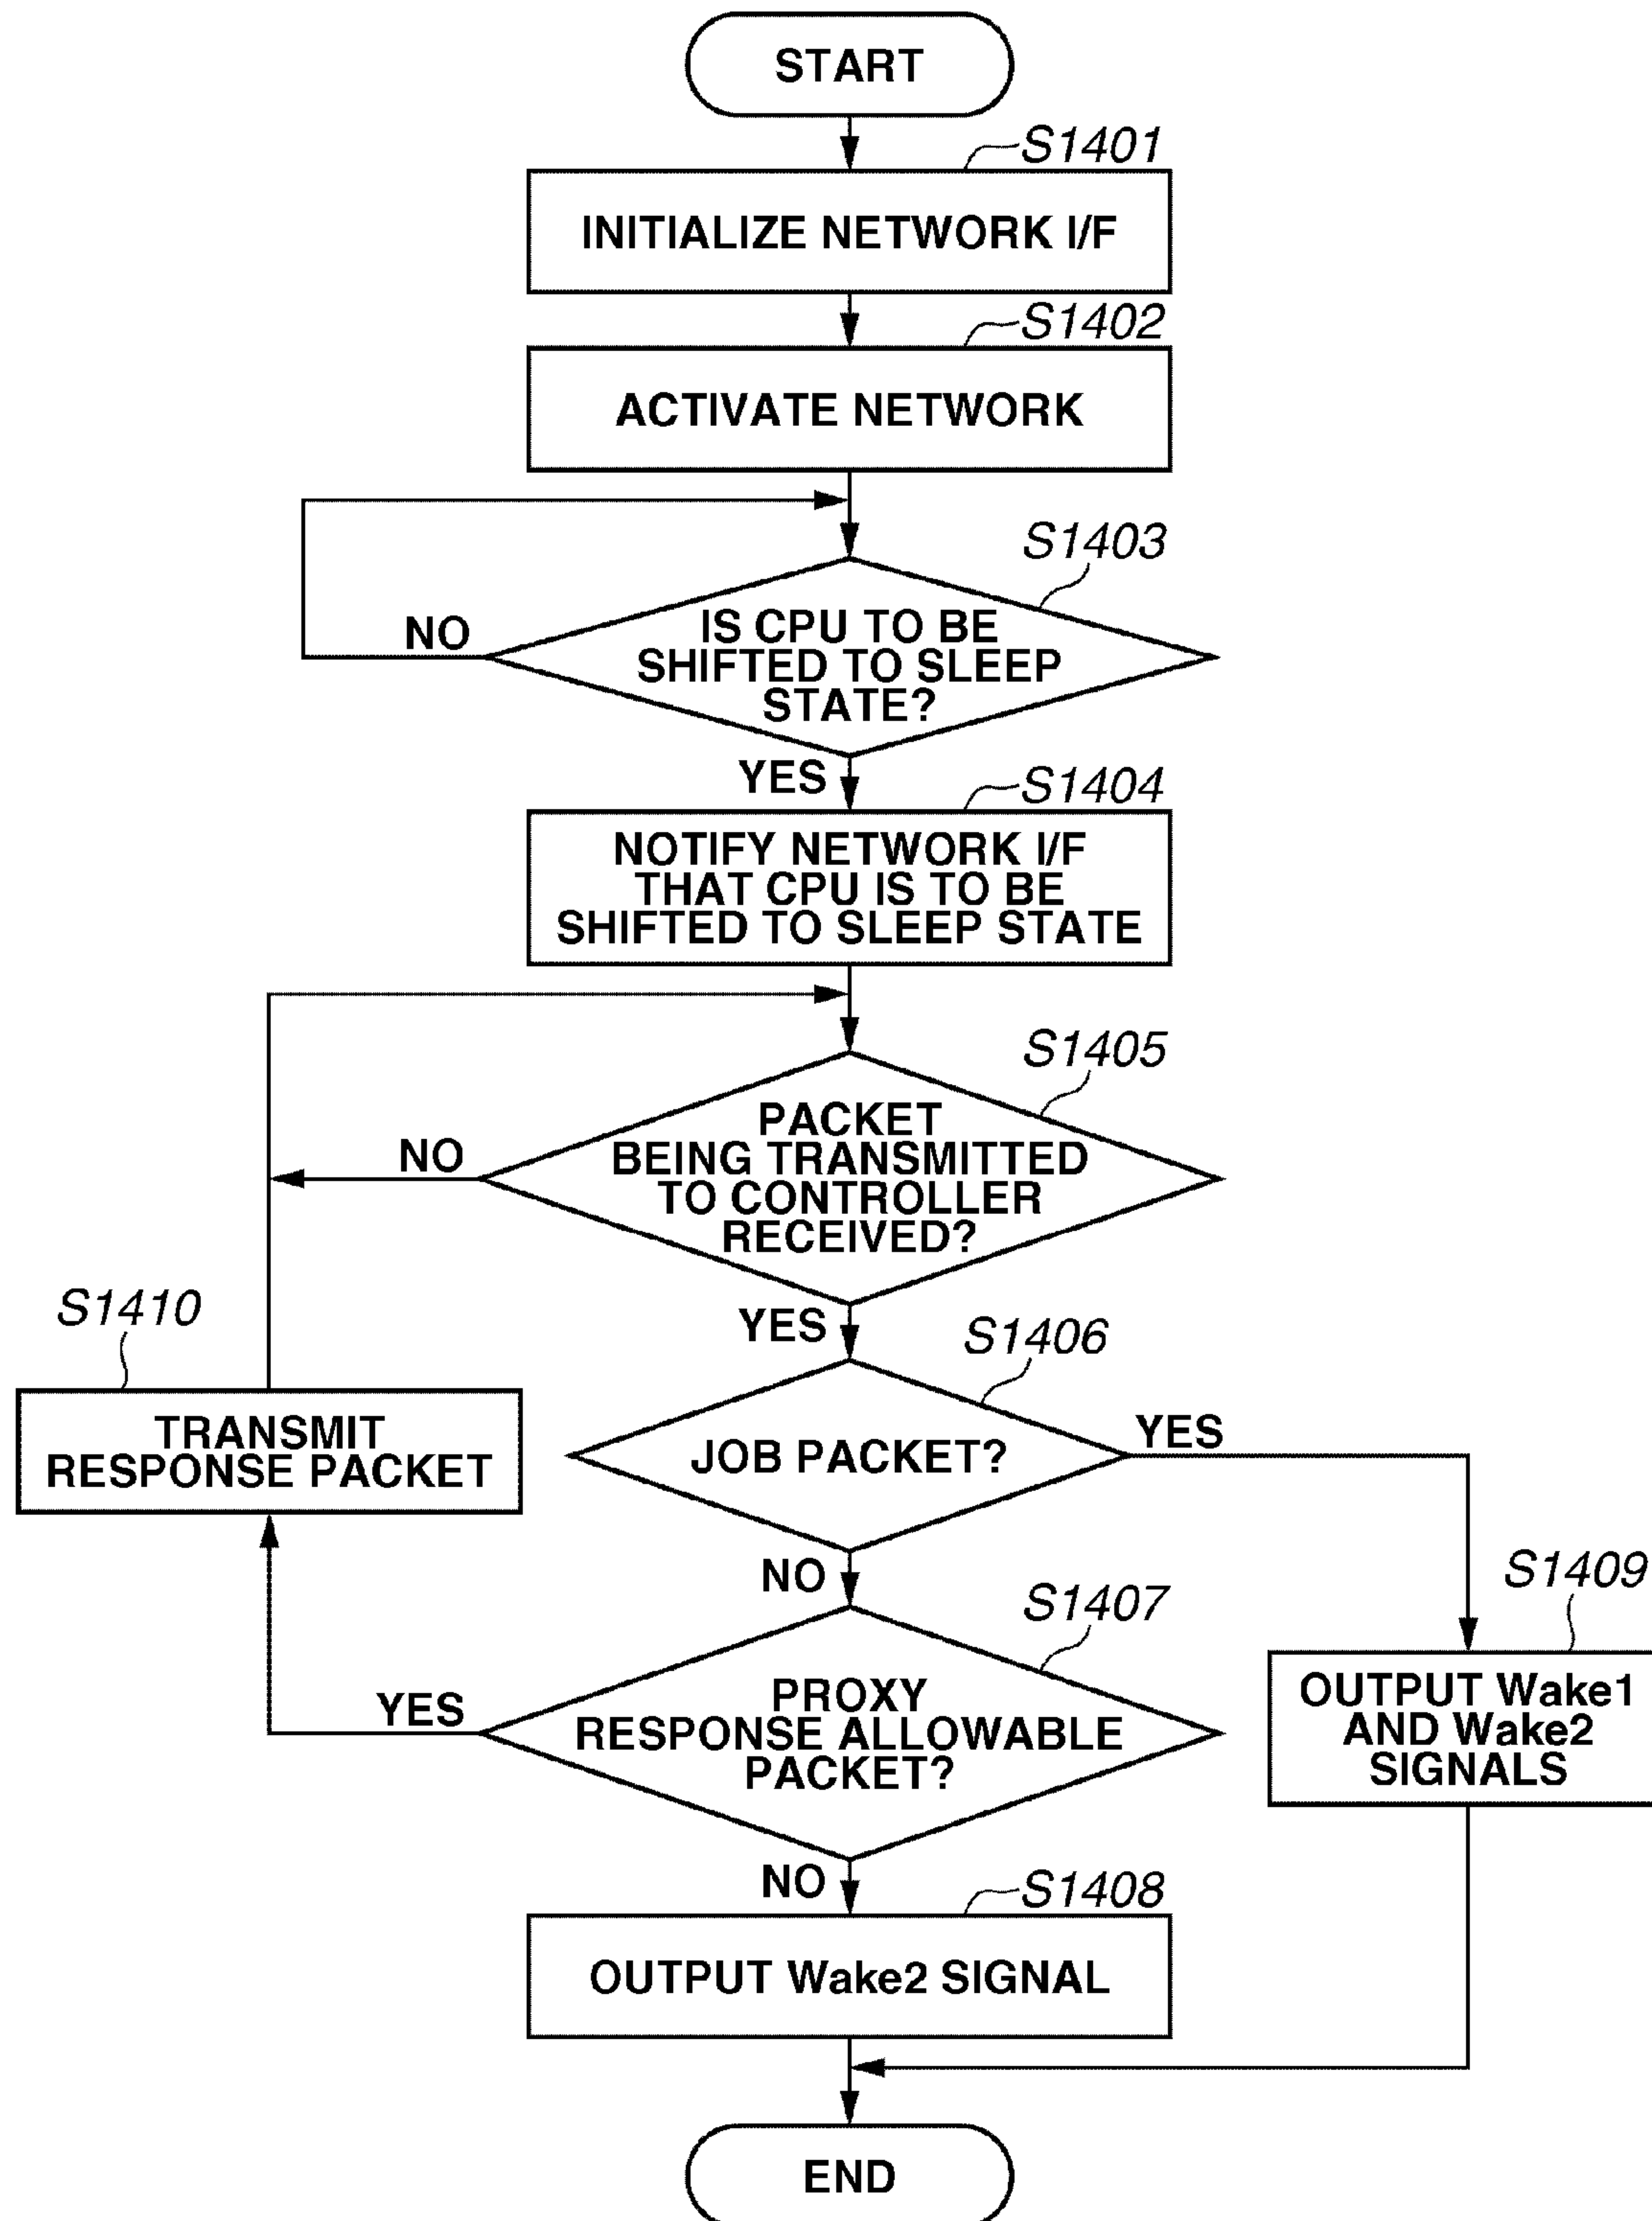 START
S1401
INITIALIZE NETWORK I/F
S1402
ACTIVATE NETWORK
S1403
IS CPU TO BE
SHIFTED TO SLEEP
STATE?
NO
YES
S1404
NOTIFY NETWORK I/F
THAT CPU IS TO BE
SHIFTED TO SLEEP STATE
S1405
PACKET
BEING TRANSMITTED
TO CONTROLLER
RECEIVED?
NO
YES
S1410
TRANSMIT
RESPONSE PACKET
S1406
JOB PACKET?
YES
NO
S1409
OUTPUT Wake1
AND Wake2
SIGNALS
S1407
PROXY
RESPONSE ALLOWABLE
PACKET?
YES
NO
S1408
OUTPUT Wake2 SIGNAL
END